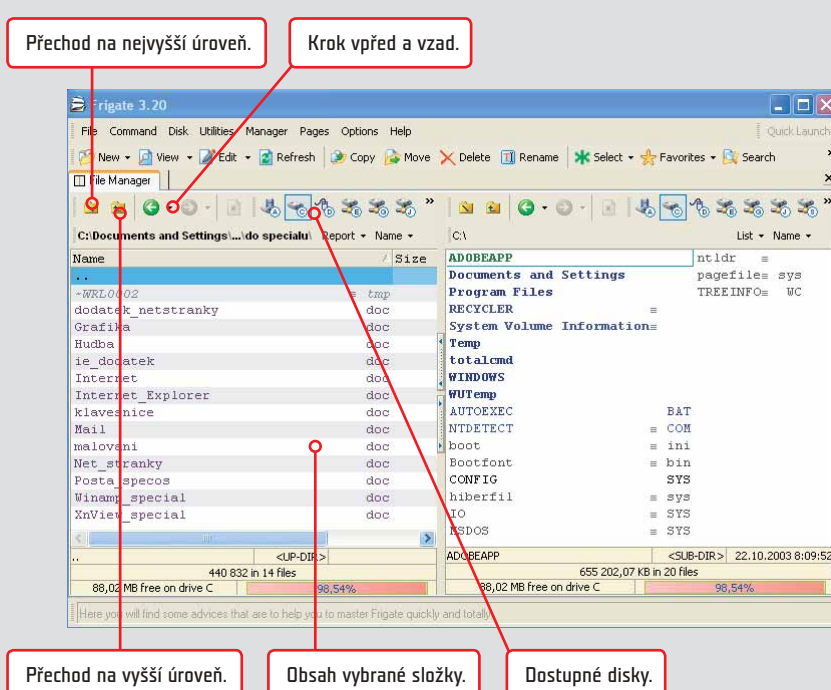 Přechod na nejvyšší úroveň.
Krok vpřed a vzad.
Frigate 3.20
File Command Disk Utilities Manager Pages Options Help
Quick Launch
New View Edit Refresh Copy Move Delete Rename Select Favorites Search
File Manager
C:\Documents and Settings\...\do specialu\ Report Name
C:\ List Name
Name Size
..
~WRL0002 tmp
dodatek_netstranky doc
Grafika doc
Hudba doc
ie_dodatek doc
Internet doc
Internet_Explorer doc
klavesnice doc
Mail doc
malovani doc
Net_stranky doc
Posta_specos doc
Winamp_special doc
XnView_special doc
ADOBEAPP
Documents and Settings
Program Files
RECYCLER
System Volume Information
Temp
totalcmd
WINDOWS
WUTemp
AUTOEXEC BAT
NTDETECT COM
boot ini
Bootfont bin
CONFIG SYS
hiberfil sys
IO SYS
MSDOS SYS
ntldr
pagefile sys
TREEINFO WC
.. <UP-DIR>
440 832 in 14 files
88,02 MB free on drive C 98,54%
ADOBEAPP <SUB-DIR> 22.10.2003 8:09:52
655 202,07 KB in 20 files
88,02 MB free on drive C 98,54%
Here you will find some advices that are to help you to master Frigate quickly and totally
Přechod na vyšší úroveň.
Obsah vybrané složky.
Dostupné disky.